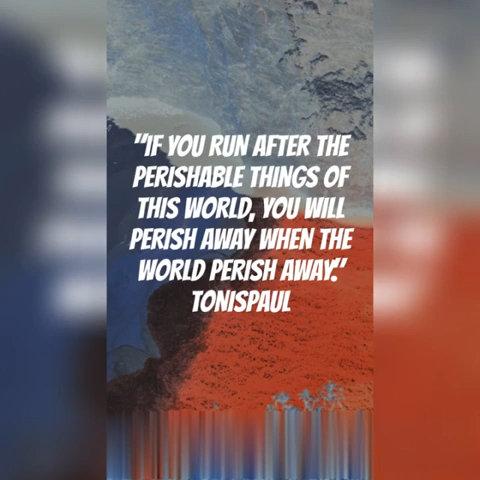 "IF YOU RUN AFTER THE
PERISHABLE THINGS OF
THIS WORLD, YOU WILL
PERISH AWAY WHEN THE
WORLD PERISH AWAY."
TONISPAUL